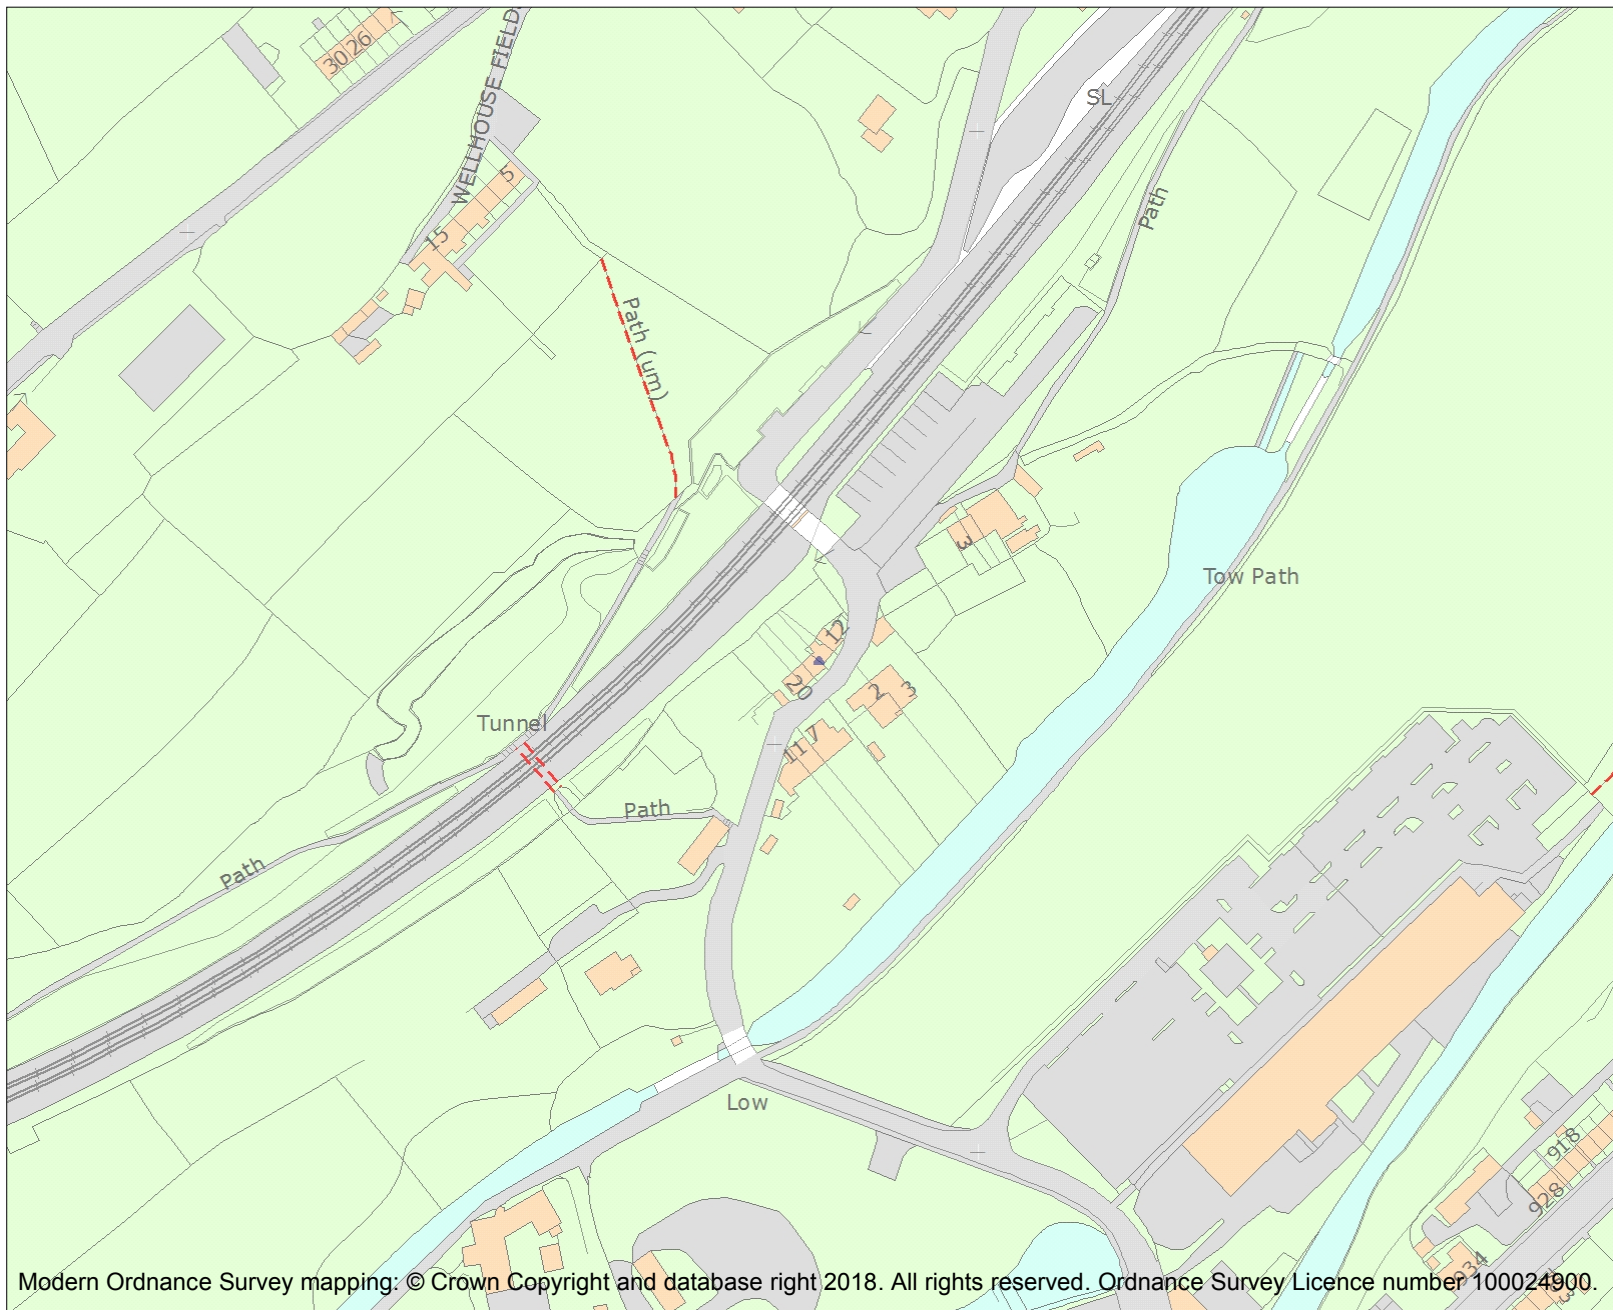 30 26
WELLHOUSE FIELDS
SL
5
Path
15
Path (um)
3
Tow Path
12
20
2
3
Tunnel
11 7
Path
Path
Low
918
928
934
Modern Ordnance Survey mapping: © Crown Copyright and database right 2018. All rights reserved. Ordnance Survey Licence number 100024900.